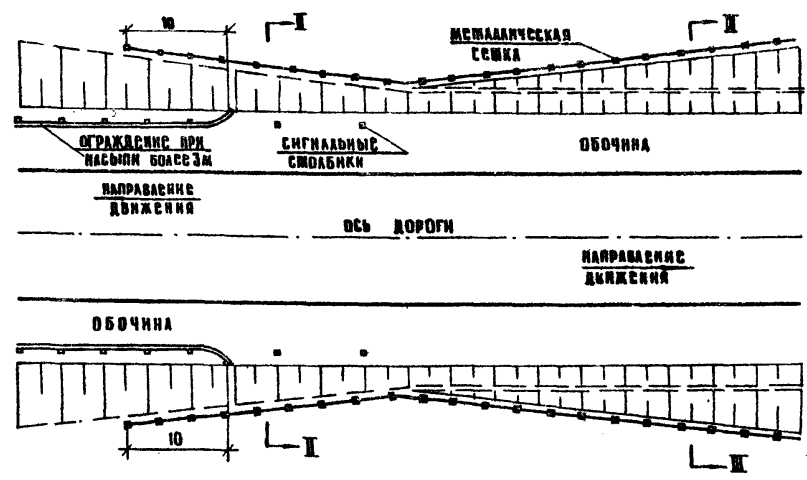 10
II
III
МЕТАЛЛИЧЕСКАЯ
СЕТКА
ОГРАЖДЕНИЕ ПРИ
НАСЫПИ БОЛЕЕ 3м
СИГНАЛЬНЫЕ
СТОЛБИКИ
ОБОЧИНА
НАПРАВЛЕНИЕ
ДВИЖЕНИЯ
ОСЬ ДОРОГИ
НАПРАВЛЕНИЕ
ДВИЖЕНИЯ
ОБОЧИНА
10
II
III